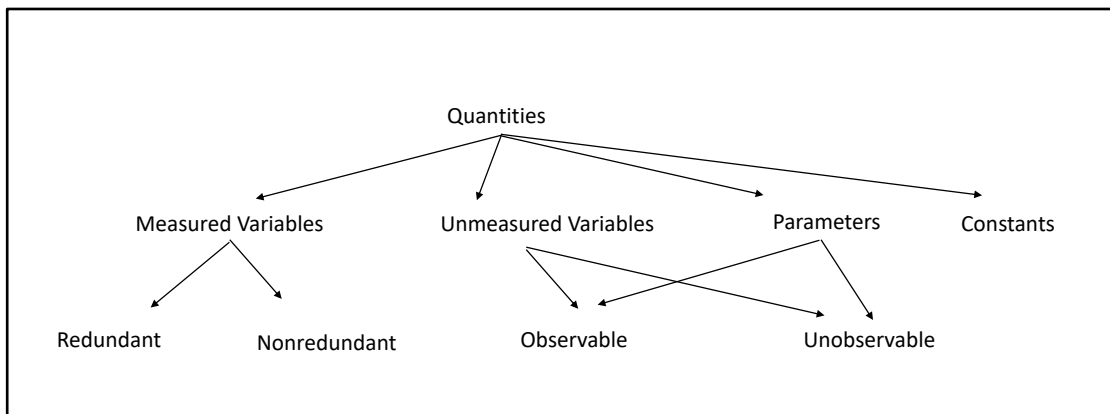 Quantities
Measured Variables
Unmeasured Variables
Parameters
Constants
Redundant
Nonredundant
Observable
Unobservable